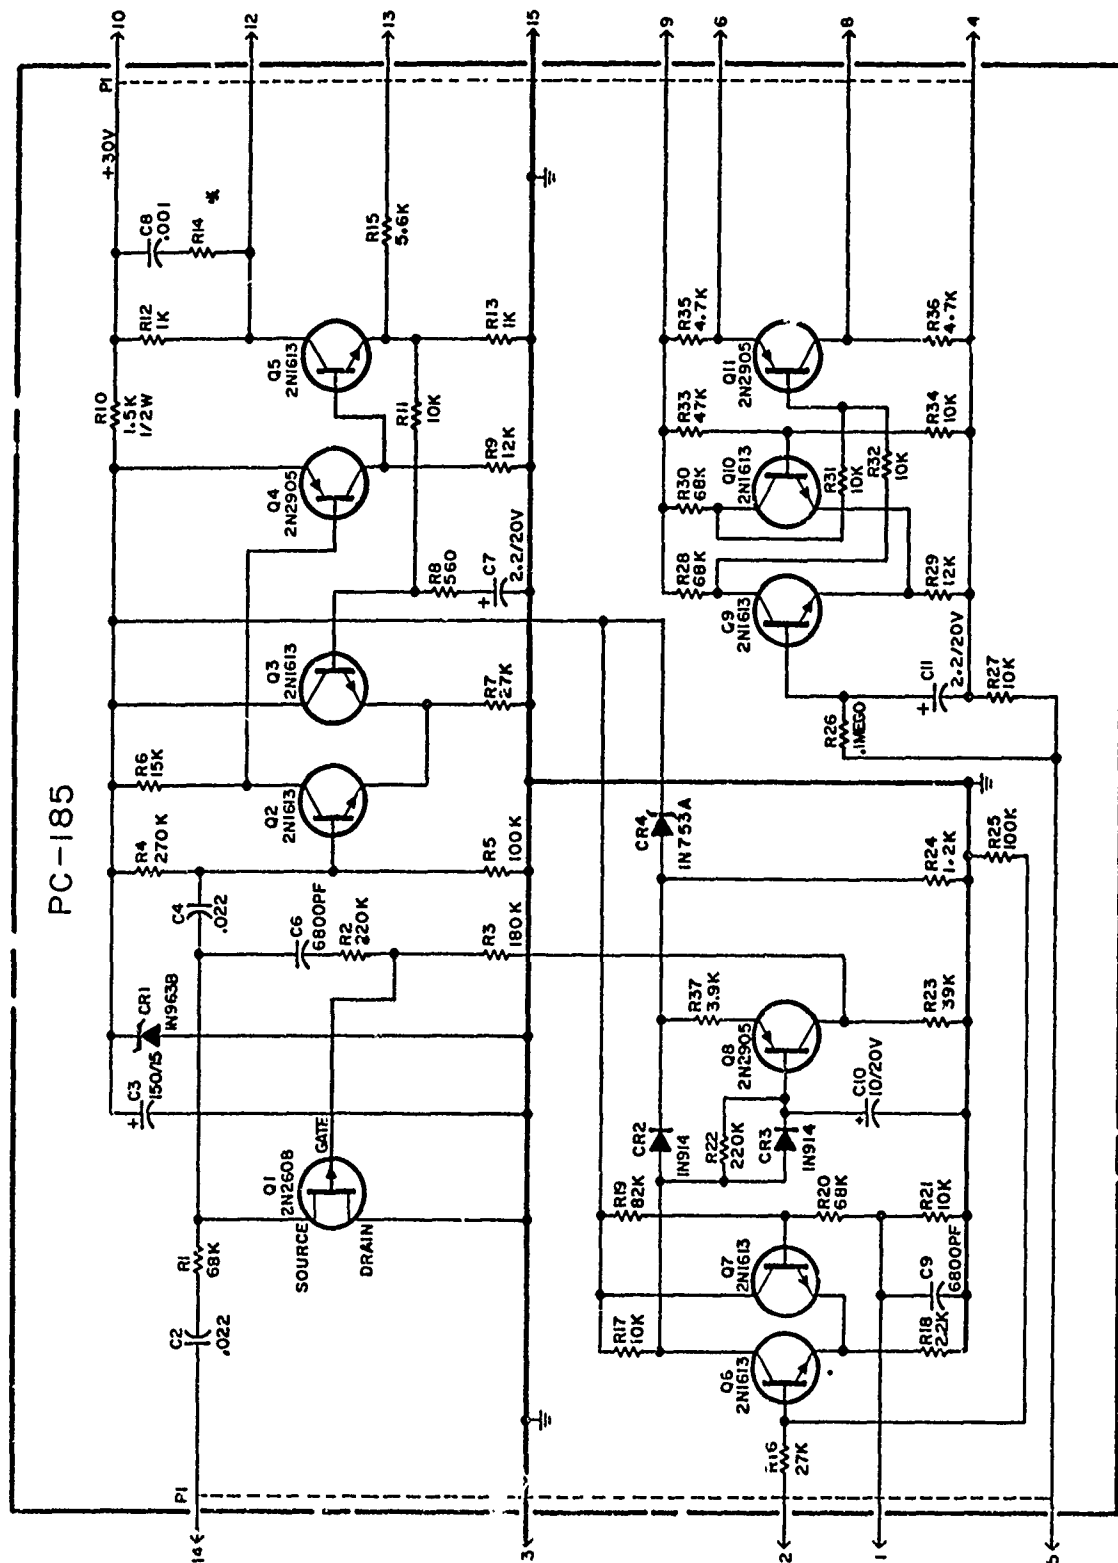 PC-185
P1
14
C2
.022
R1
68K
Q1
2N2608
SOURCE
GATE
DRAIN
C3
150/15
CR1
IN963B
C4
.022
C6
6800PF
R2
220K
R3
180K
R4
270K
R5
100K
R6
15K
Q2
2N1613
Q3
2N1613
R7
27K
R8
560
C7
2.2/20V
Q4
2N2905
R9
12K
R10
1.5K
1/2W
R11
10K
Q5
2N1613
R12
1K
R13
1K
C8
.001
R14
*
R15
5.6K
+30V
P1
10
12
13
15
3
2
1
R16
27K
R17
10K
Q6
2N1613
Q7
2N1613
R18
2.2K
C9
6800PF
R19
82K
R20
68K
R21
10K
CR2
IN914
R22
220K
CR3
IN914
C10
10/20V
Q8
2N2905
R37
3.9K
R23
39K
CR4
IN753A
R24
1.2K
R25
100K
R26
.1MEGO
C11
2.2/20V
R27
10K
Q9
2N1613
R28
68K
R29
12K
R30
68K
Q10
2N1613
R31
10K
R32
10K
R33
47K
R34
10K
Q11
2N2905
R35
4.7K
R36
4.7K
9
6
8
4